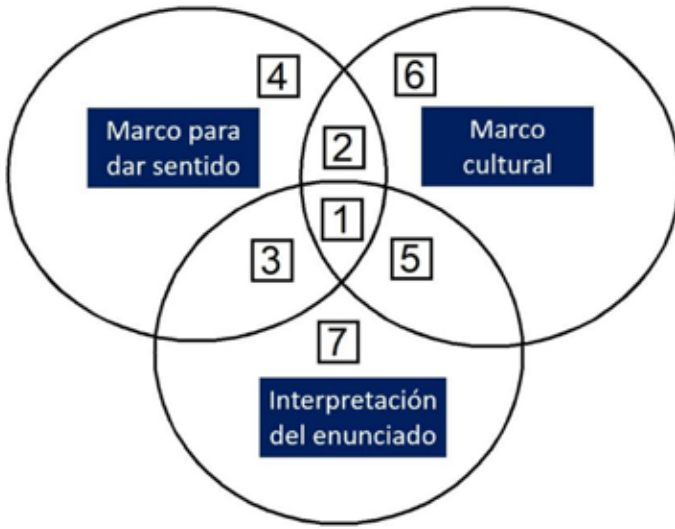 4
6
Marco para
dar sentido
2
Marco
cultural
1
3
5
7
Interpretación
del enunciado